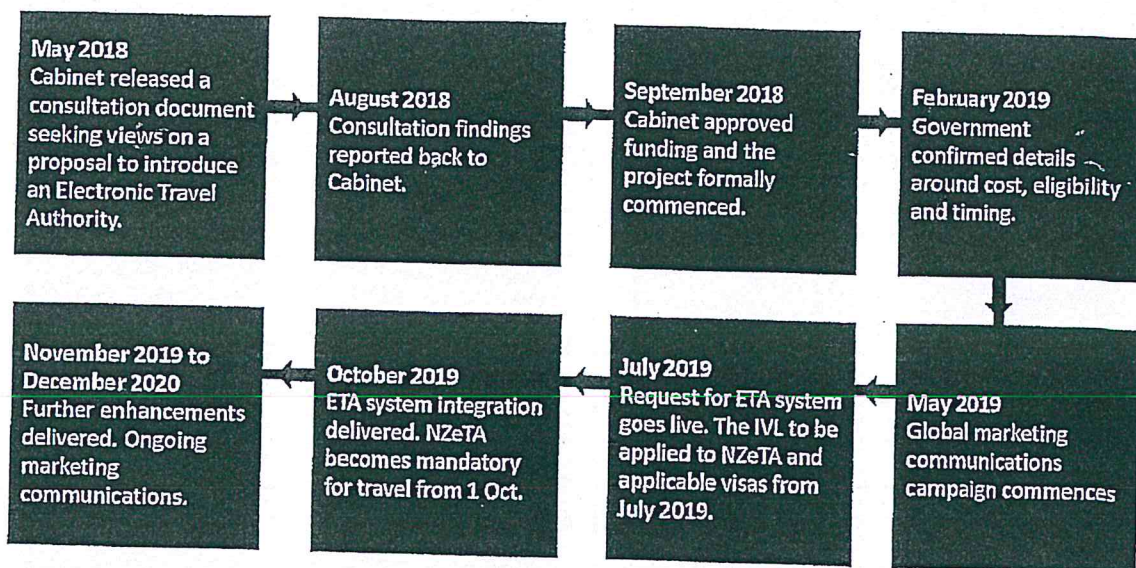 May 2018
Cabinet released a
consultation document
seeking views on a
proposal to introduce
an Electronic Travel
Authority.
August 2018
Consultation findings
reported back to
Cabinet.
September 2018
Cabinet approved
funding and the
project formally
commenced.
February 2019
Government
confirmed details
around cost, eligibility
and timing.
May 2019
Global marketing
communications
campaign commences
July 2019
Request for ETA system
goes live. The IVL to be
applied to NZeTA and
applicable visas from
July 2019.
October 2019
ETA system integration
delivered. NZeTA
becomes mandatory
for travel from 1 Oct.
November 2019 to
December 2020
Further enhancements
delivered. Ongoing
marketing
communications.